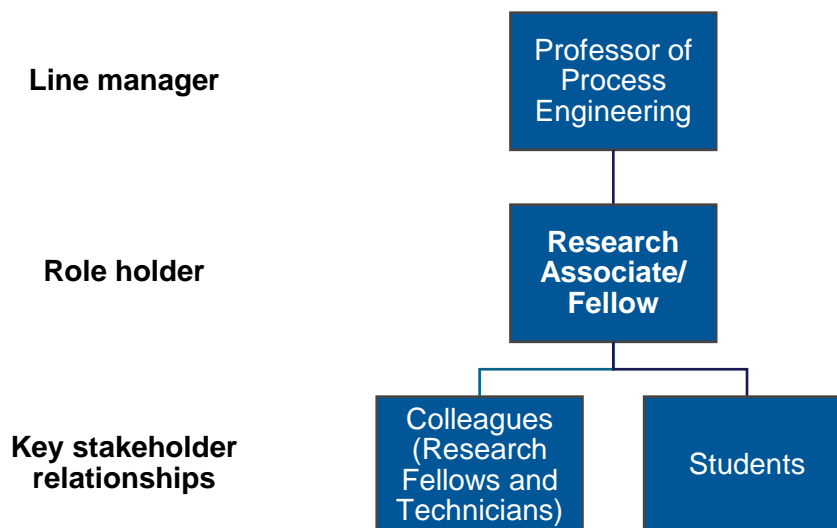 Line manager
Professor of
Process
Engineering
Role holder
Research
Associate/
Fellow
Key stakeholder
relationships
Colleagues
(Research
Fellows and
Technicians)
Students